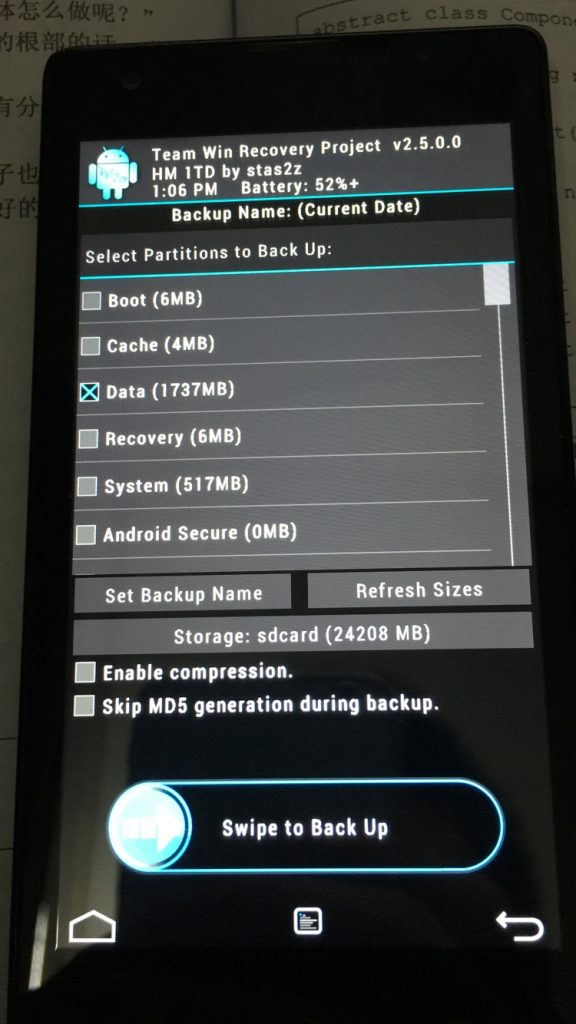 体怎么做呢？”
的根部的话
abstract class Compone
有分
子也
好的
Team Win Recovery Project v2.5.0.0
HM 1TD by stas2z
1:06 PM Battery: 52%+
Backup Name: (Current Date)
Select Partitions to Back Up:
Boot (6MB)
Cache (4MB)
Data (1737MB)
Recovery (6MB)
System (517MB)
Android Secure (0MB)
Set Backup Name
Refresh Sizes
Storage: sdcard (24208 MB)
Enable compression.
Skip MD5 generation during backup.
Swipe to Back Up